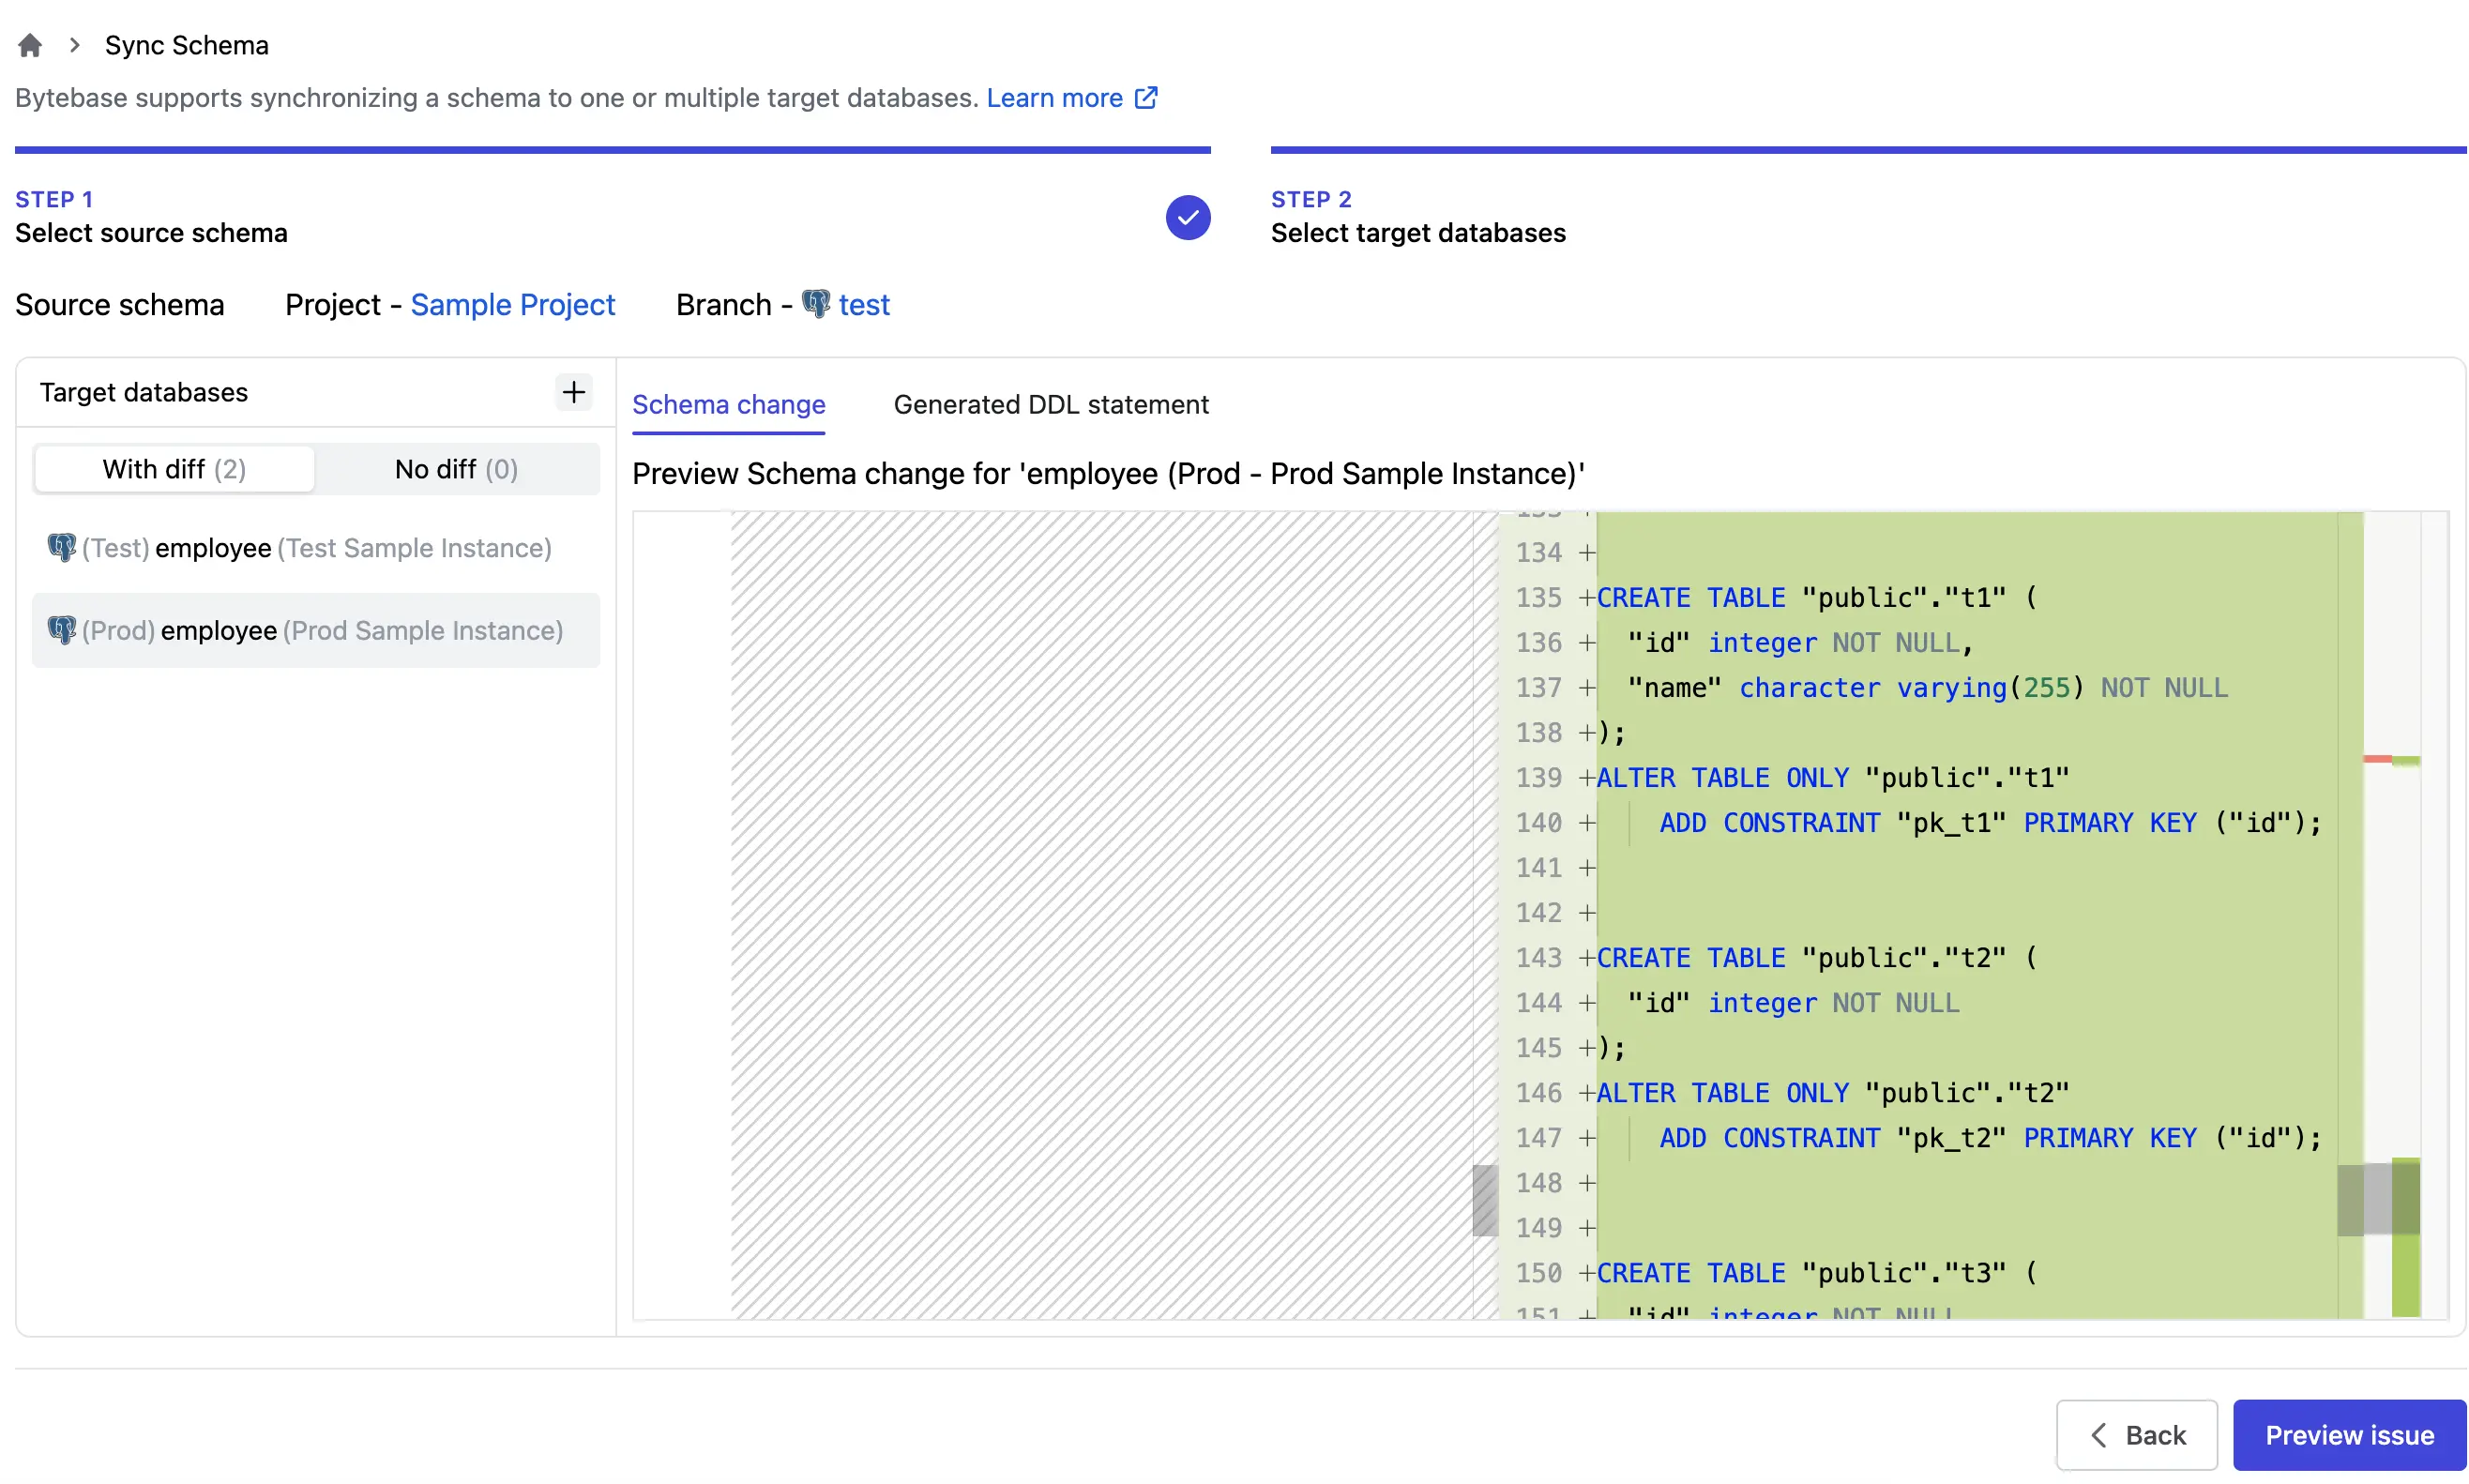 Sync Schema
Bytebase supports synchronizing a schema to one or multiple target databases. Learn more
STEP 1
Select source schema
STEP 2
Select target databases
Source schema Project - Sample Project Branch - test
Target databases
With diff (2) No diff (0)
(Test) employee (Test Sample Instance)
(Prod) employee (Prod Sample Instance)
Schema change Generated DDL statement
Preview Schema change for 'employee (Prod - Prod Sample Instance)'
134 +
135 +CREATE TABLE "public"."t1" (
136 + "id" integer NOT NULL,
137 + "name" character varying(255) NOT NULL
138 +);
139 +ALTER TABLE ONLY "public"."t1"
140 + ADD CONSTRAINT "pk_t1" PRIMARY KEY ("id");
141 +
142 +
143 +CREATE TABLE "public"."t2" (
144 + "id" integer NOT NULL
145 +);
146 +ALTER TABLE ONLY "public"."t2"
147 + ADD CONSTRAINT "pk_t2" PRIMARY KEY ("id");
148 +
149 +
150 +CREATE TABLE "public"."t3" (
151 + "id" integer NOT NULL
Back
Preview issue